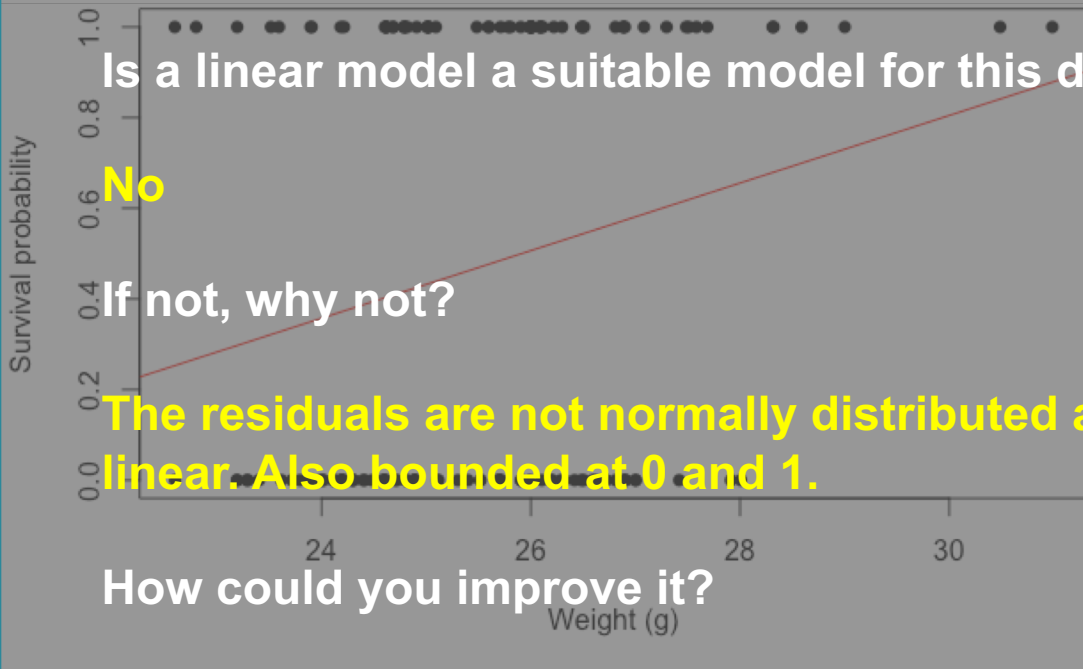 Is a linear model a suitable model for this
No
If not, why not?
The residuals are not normally distributed
linear. Also bounded at 0 and 1.
How could you improve it?
Survival probability
1.0
0.8
0.6
0.4
0.2
0.0
24 26 28 30
Weight (g)